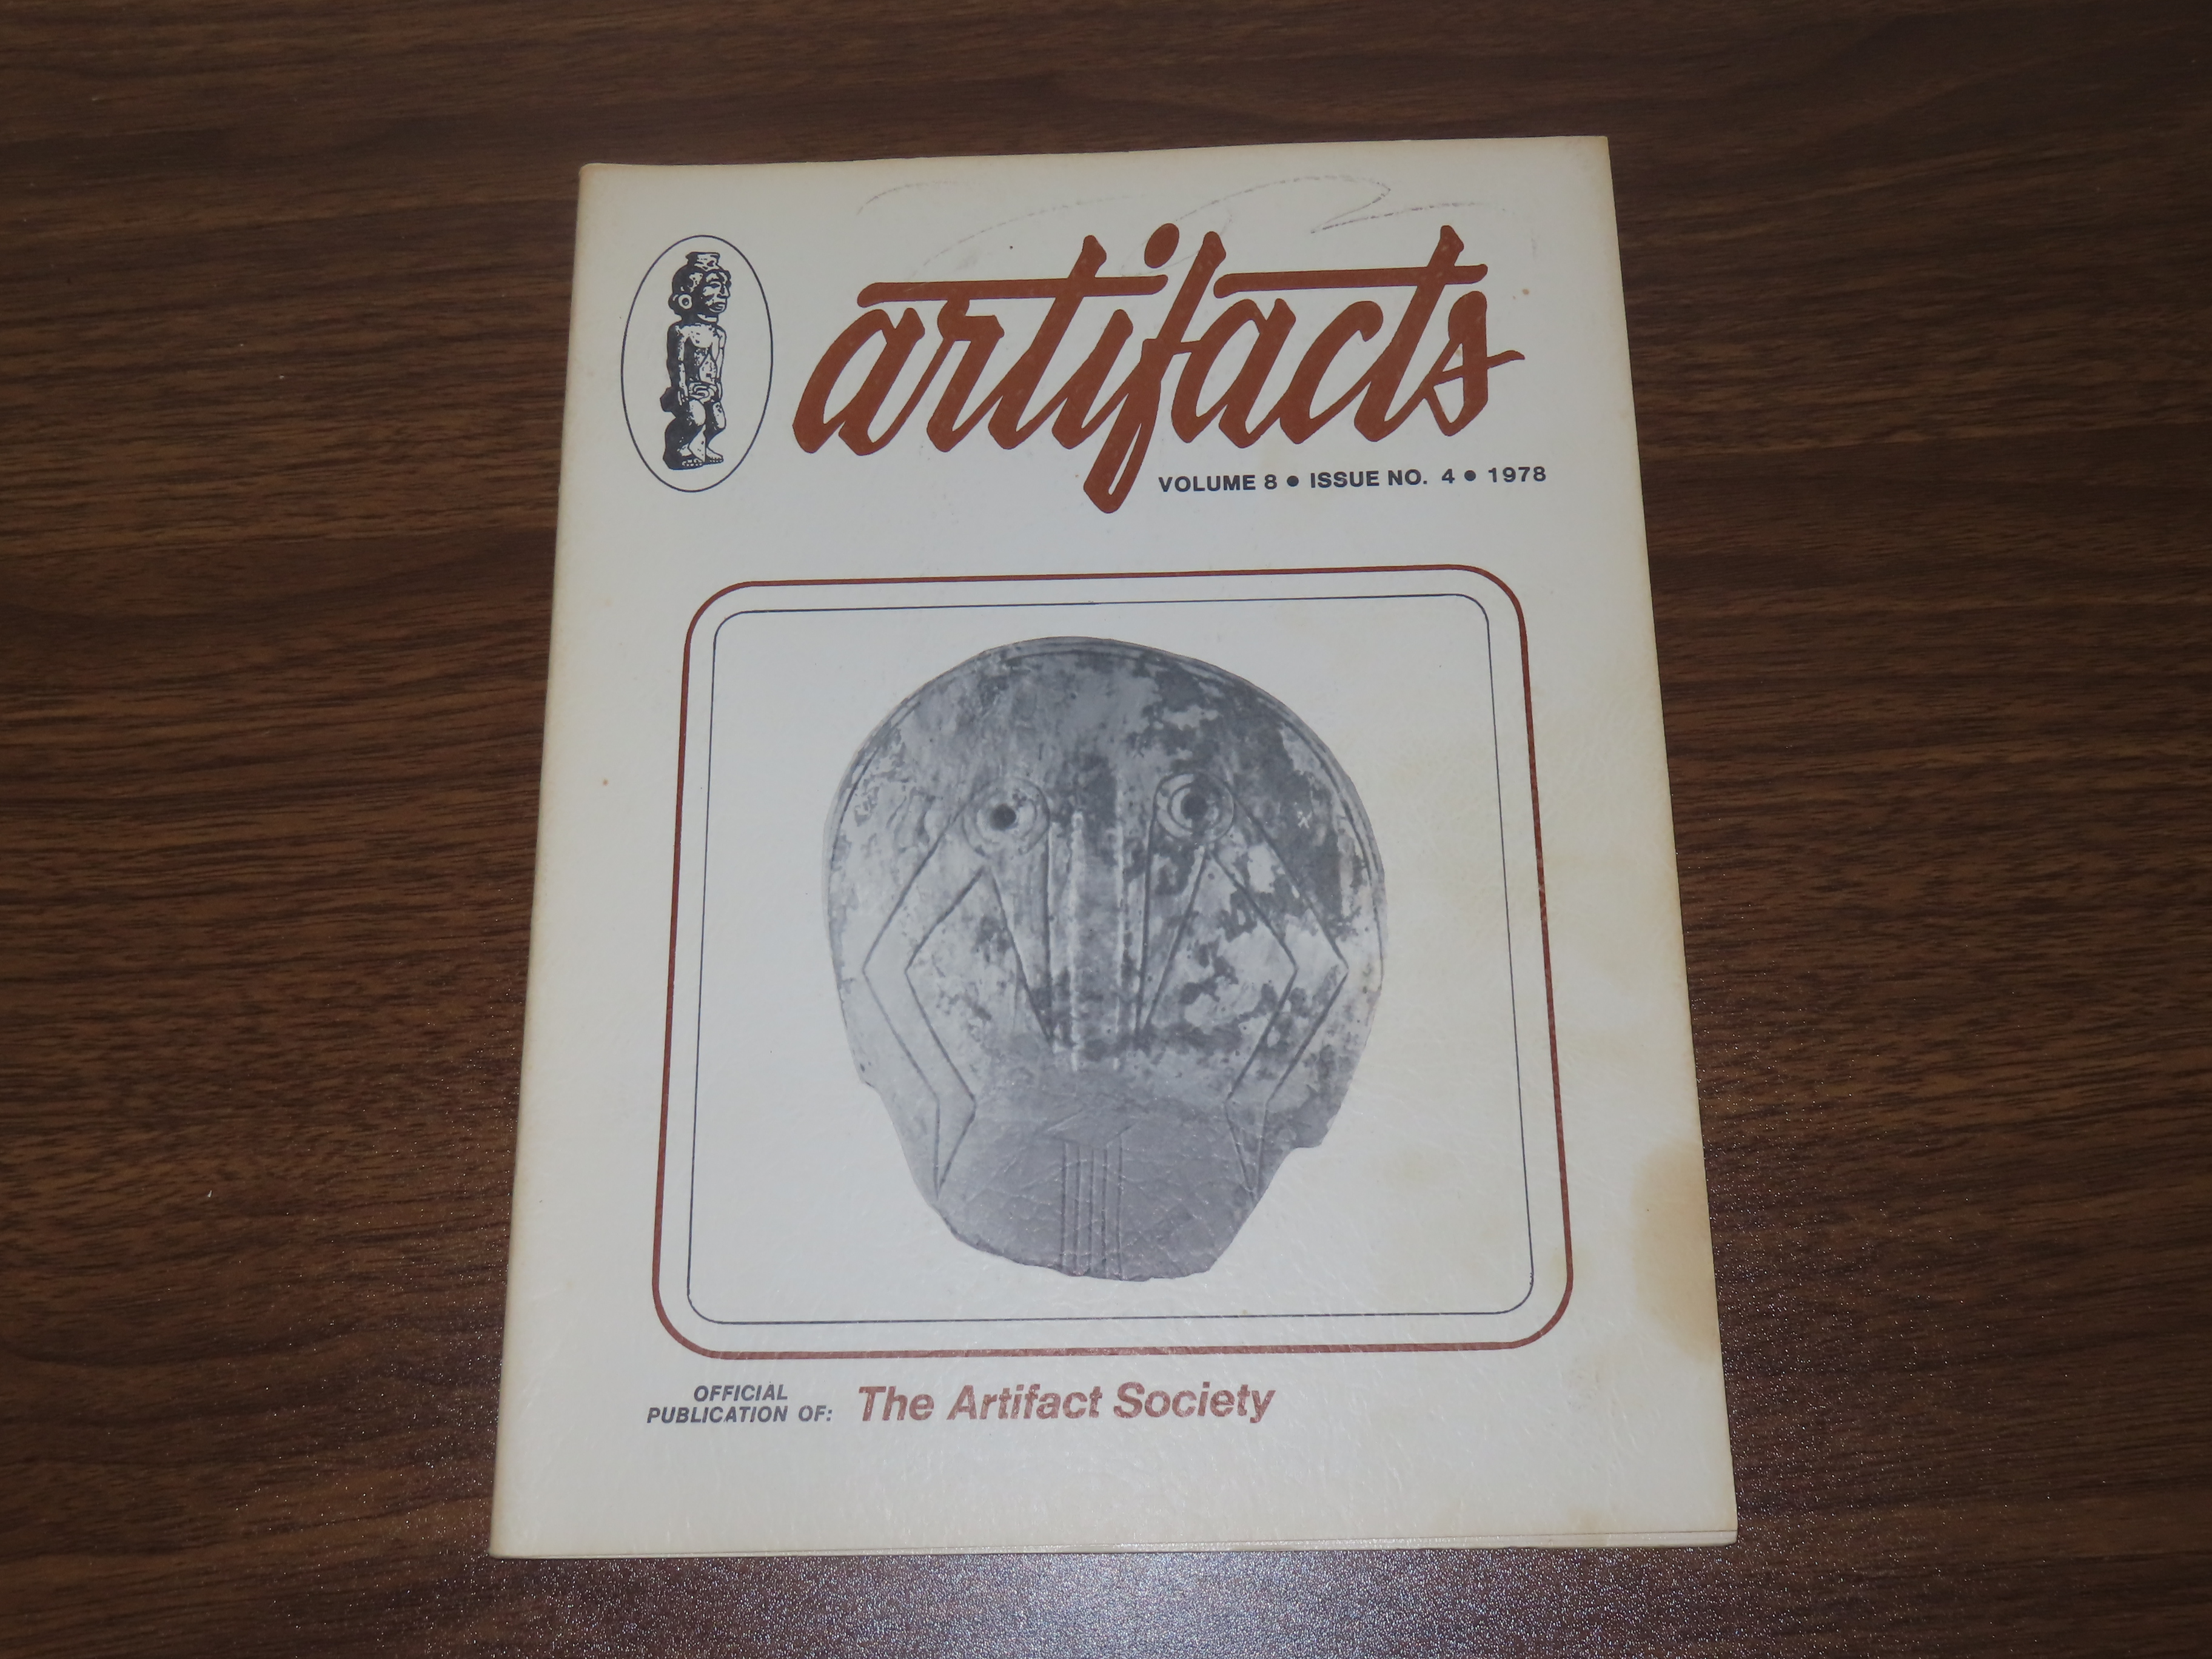 artifacts
VOLUME 8 • ISSUE NO. 4 • 1978
OFFICIAL
PUBLICATION OF: The Artifact Society